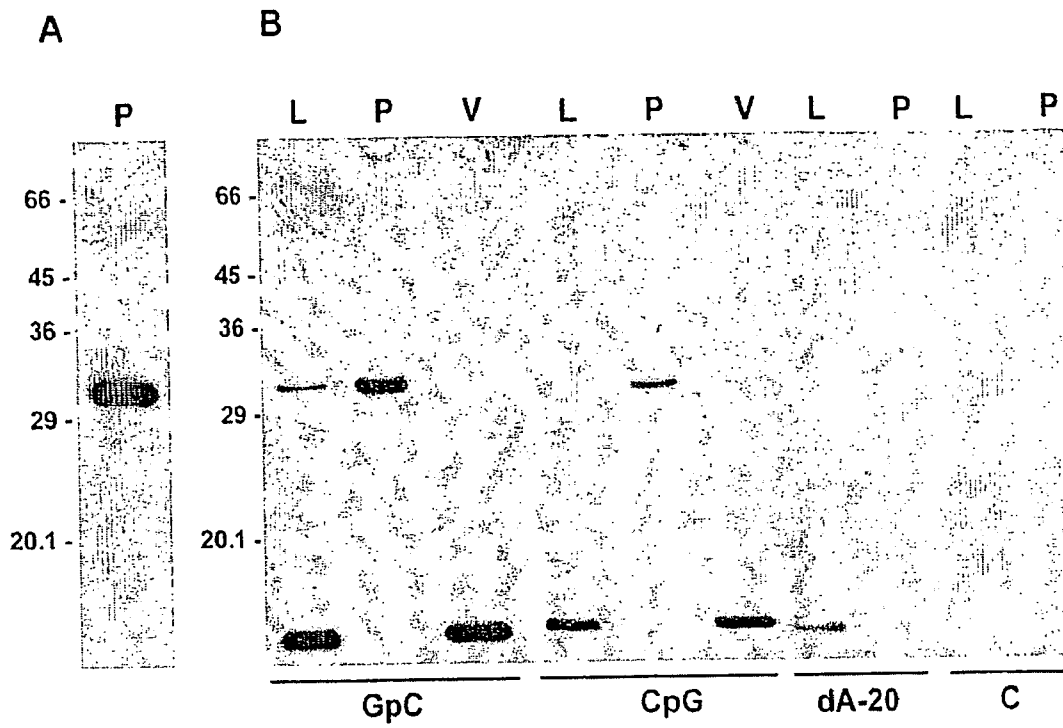 A
B
P
L P V L P V L P L P
66 -
45 -
36 -
29 -
20.1 -
66 -
45 -
36 -
29 -
20.1 -
GpC CpG dA-20 C